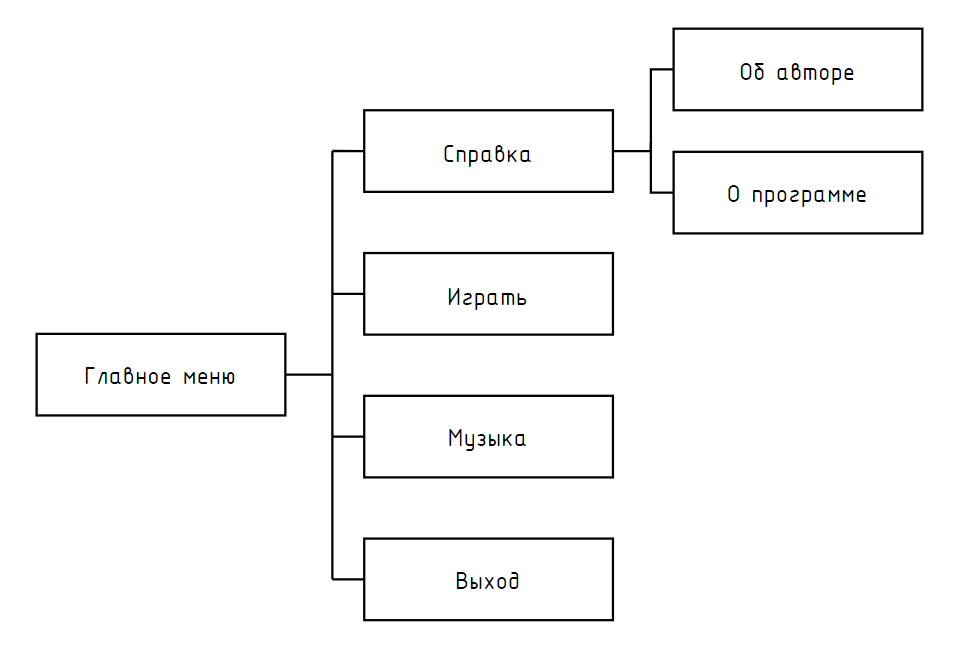 Об авторе
Справка
О программе
Играть
Главное меню
Музыка
Выход